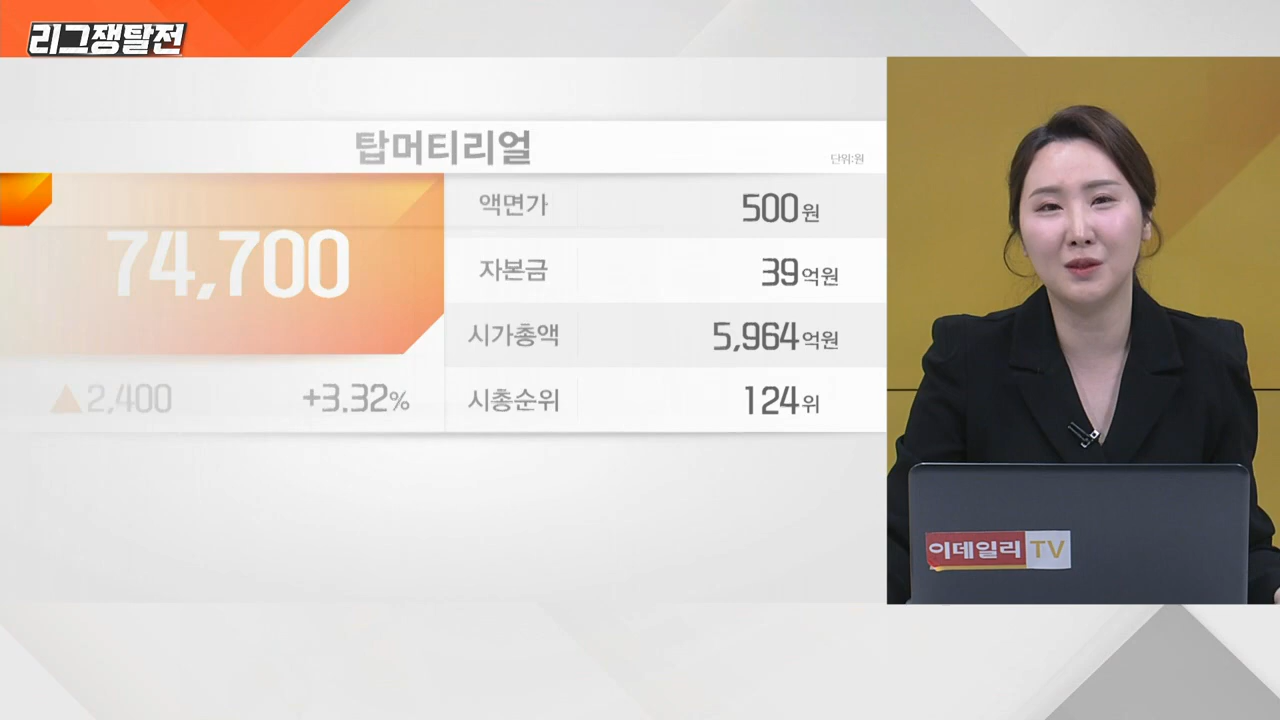 리그쟁탈전
탑머티리얼
단위:원
74,700
▲2,400 +3.32%
액면가 500원
자본금 39억원
시가총액 5,964억원
시총순위 124위
이데일리 TV